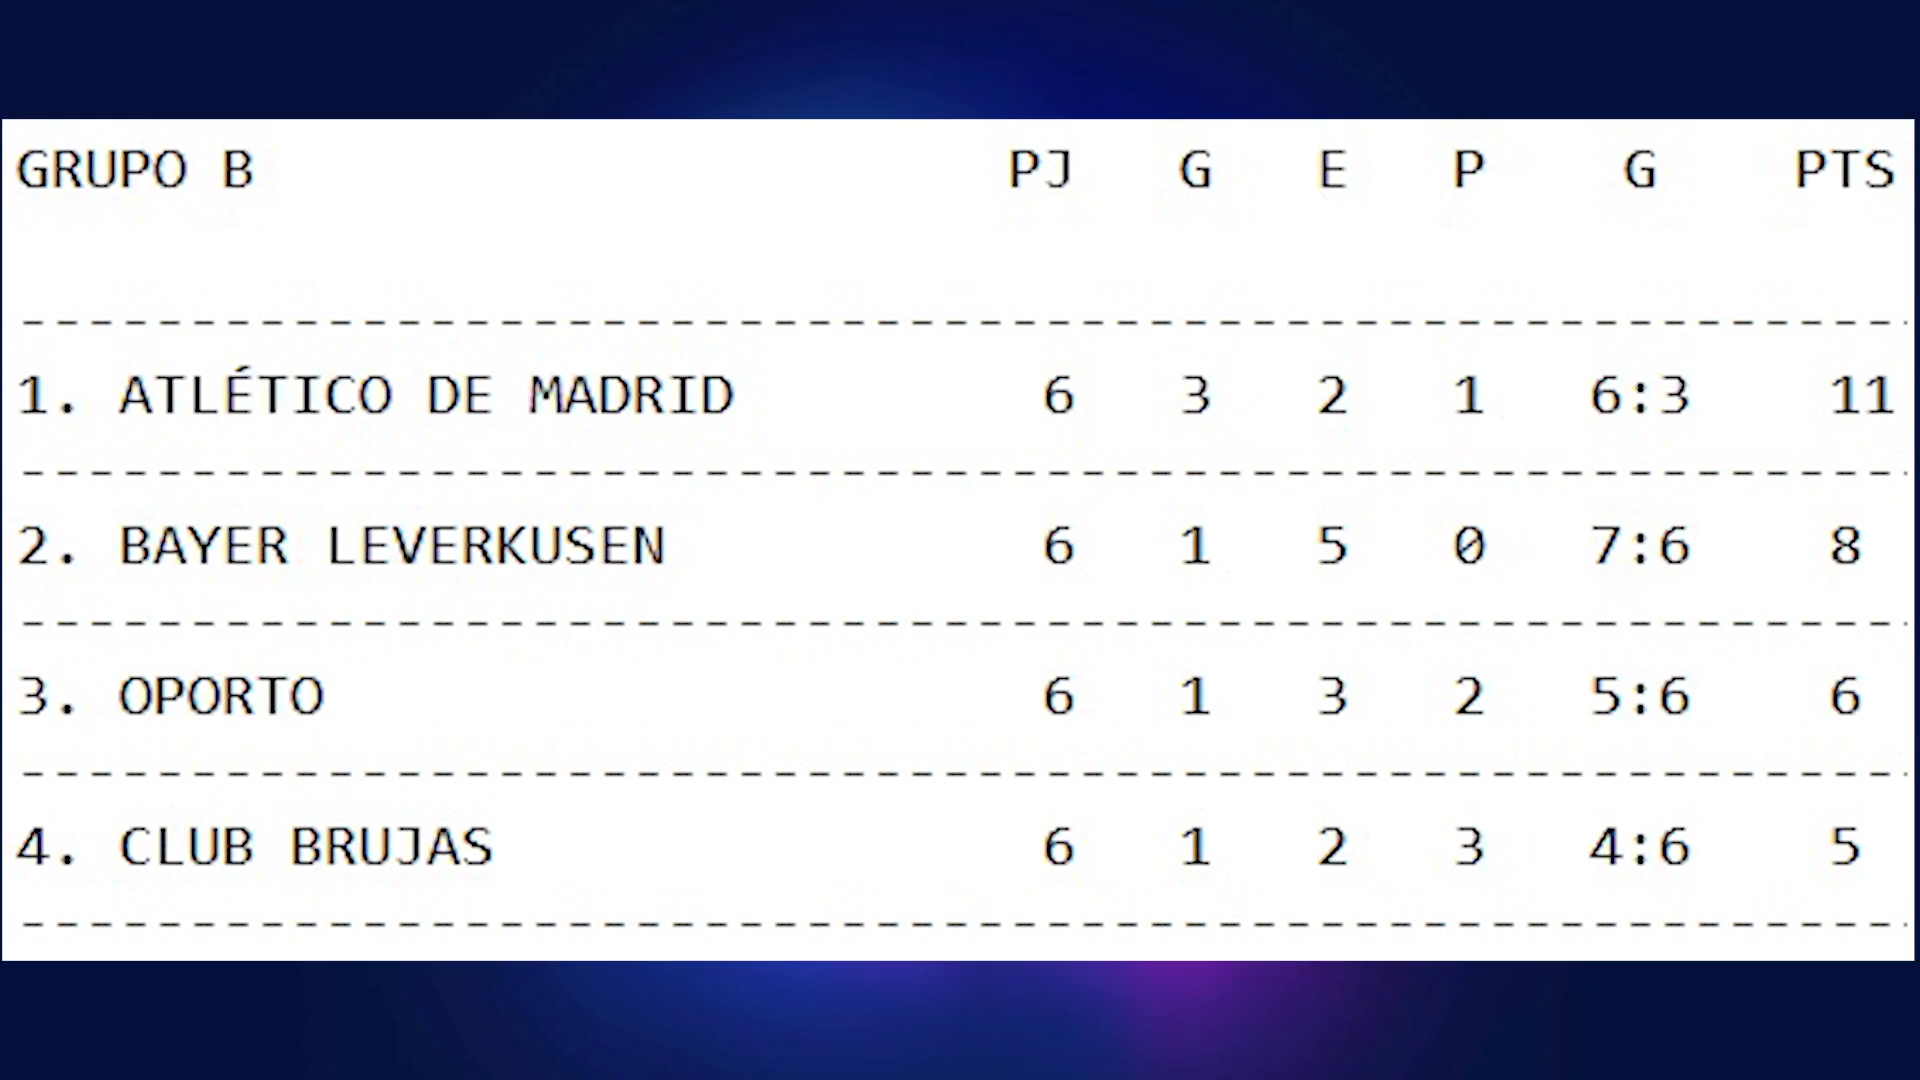 GRUPO B PJ G E P G PTS
--------------------------------------------------------
1. ATLÉTICO DE MADRID 6 3 2 1 6:3 11
--------------------------------------------------------
2. BAYER LEVERKUSEN 6 1 5 0 7:6 8
--------------------------------------------------------
3. OPORTO 6 1 3 2 5:6 6
--------------------------------------------------------
4. CLUB BRUJAS 6 1 2 3 4:6 5
--------------------------------------------------------